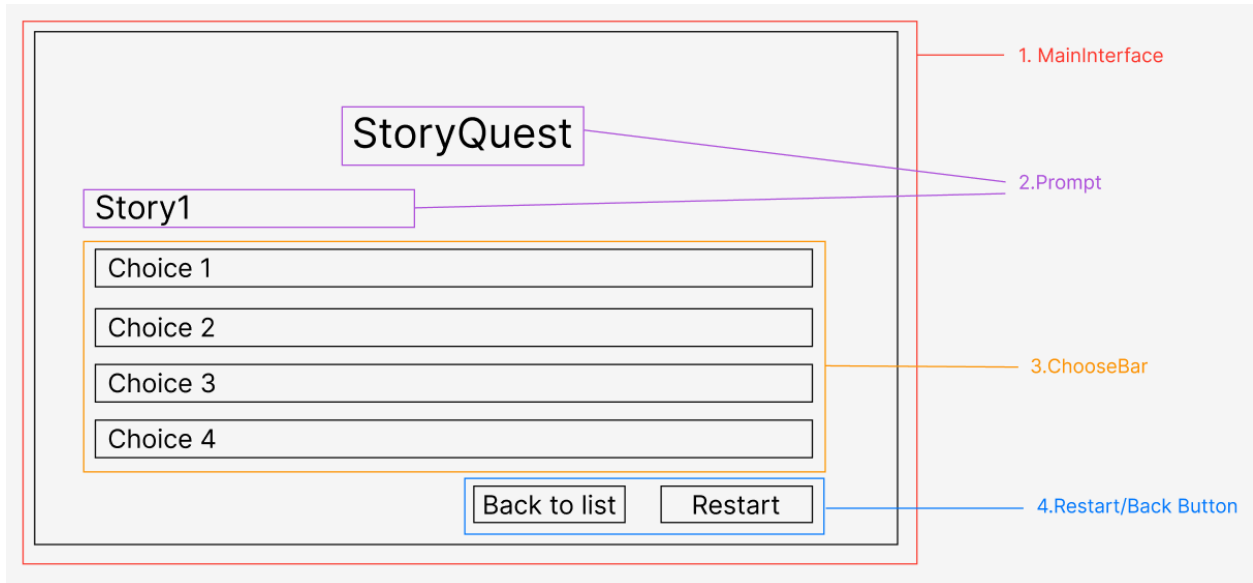 1. MainInterface
StoryQuest
2.Prompt
Story1
Choice 1
Choice 2
Choice 3
3.ChooseBar
Choice 4
Back to list
Restart
4.Restart/Back Button